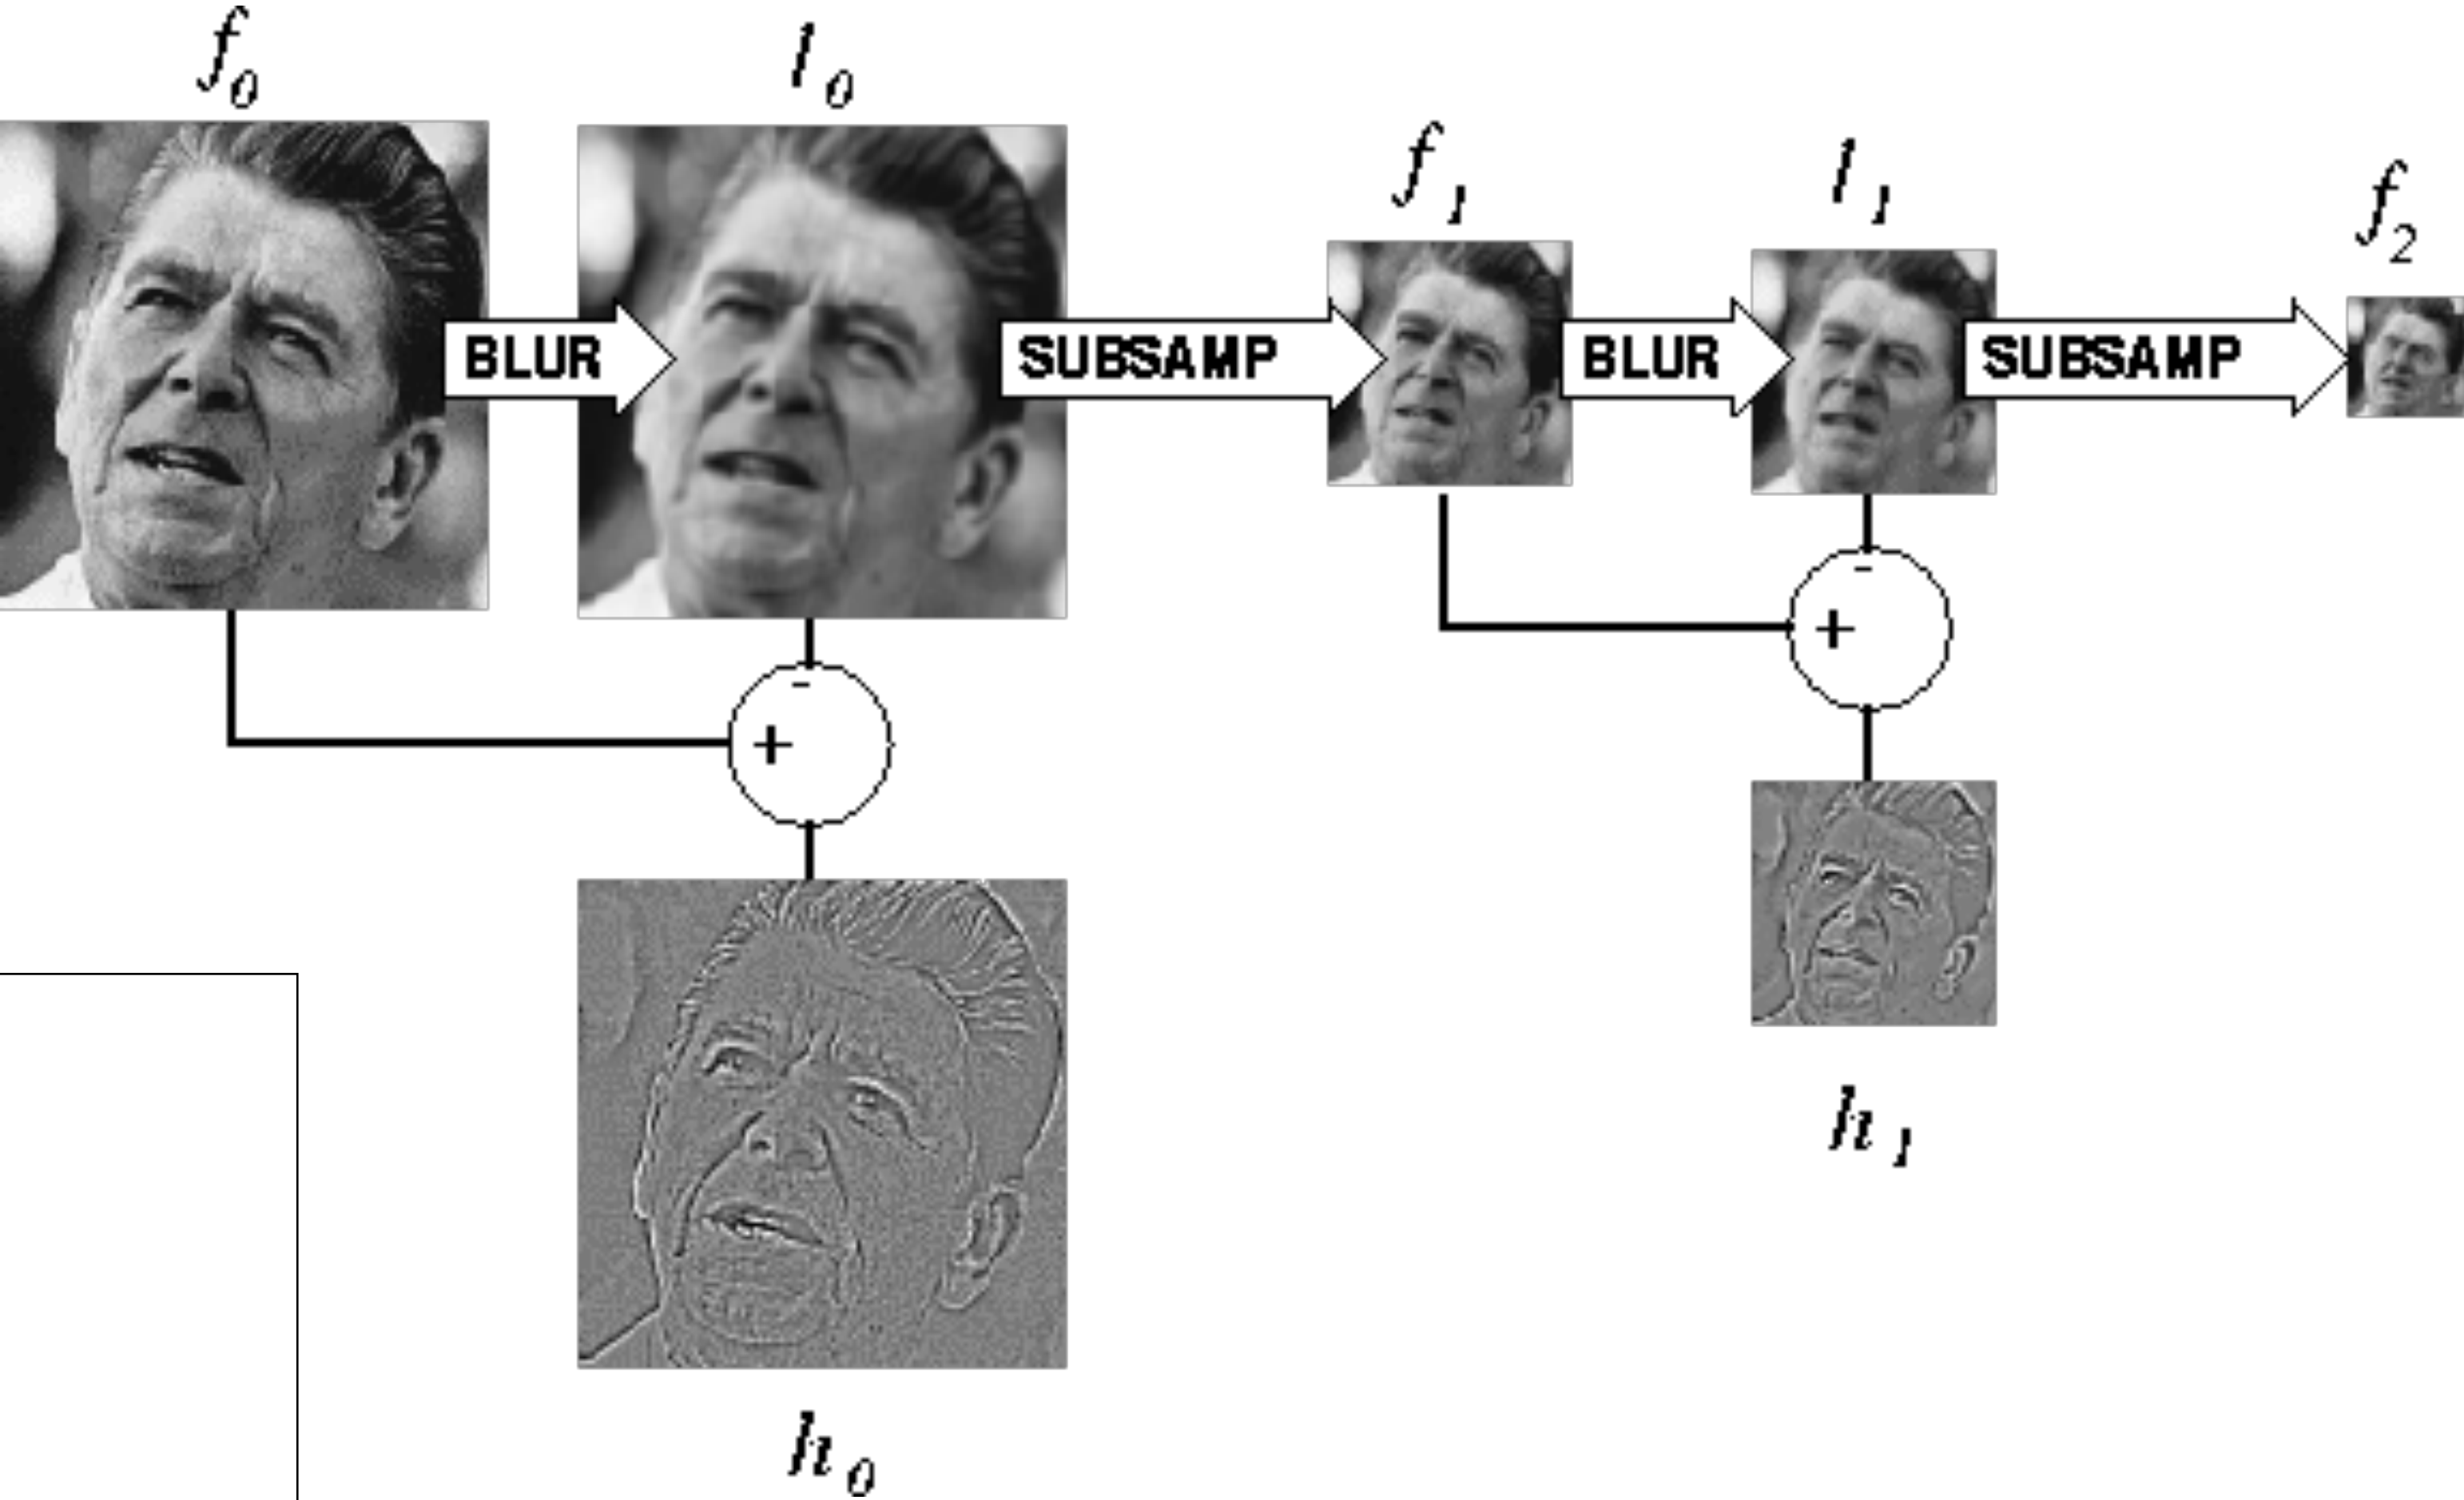 f0
l0
f1
l1
f2
BLUR
SUBSAMP
BLUR
SUBSAMP
-
+
-
+
h1
h0